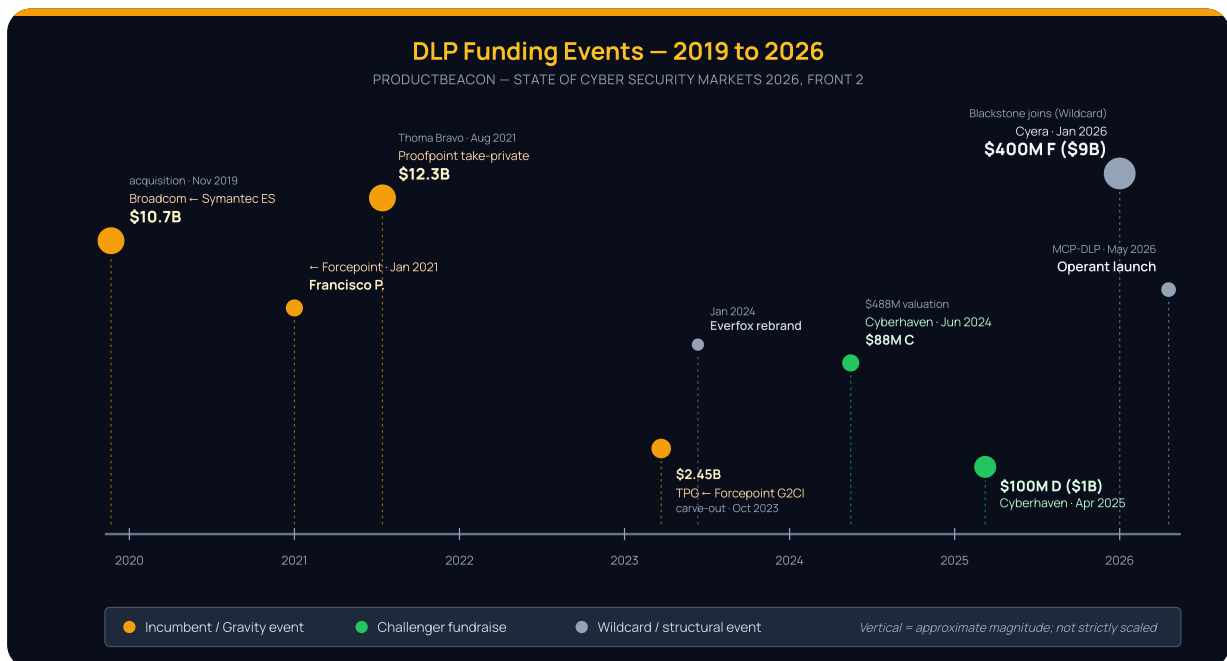 DLP Funding Events — 2019 to 2026
PRODUCTBEACON — STATE OF CYBER SECURITY MARKETS 2026, FRONT 2
acquisition · Nov 2019
Broadcom ← Symantec ES
$10.7B
← Forcepoint · Jan 2021
Francisco P.
Thoma Bravo · Aug 2021
Proofpoint take-private
$12.3B
$2.45B
TPG ← Forcepoint G2CI
carve-out · Oct 2023
Jan 2024
Everfox rebrand
$488M valuation
Cyberhaven · Jun 2024
$88M C
$100M D ($1B)
Cyberhaven · Apr 2025
Blackstone joins (Wildcard)
Cyera · Jan 2026
$400M F ($9B)
MCP-DLP · May 2026
Operant launch
2020
2021
2022
2023
2024
2025
2026
Incumbent / Gravity event
Challenger fundraise
Wildcard / structural event
Vertical = approximate magnitude; not strictly scaled